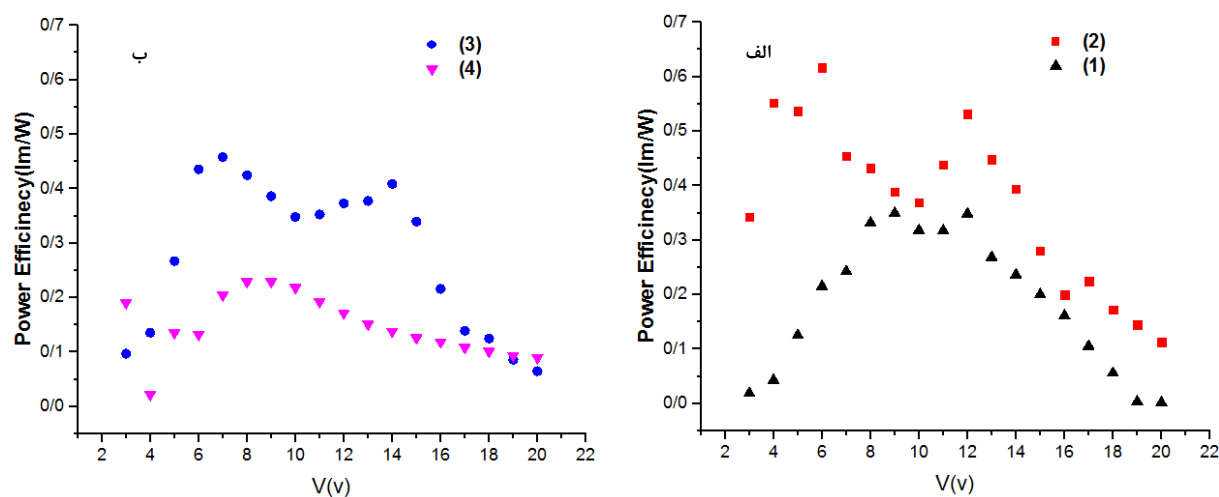 ب
(3)
(4)
Power Efficinecy(lm/W)
0/7
0/6
0/5
0/4
0/3
0/2
0/1
0/0
2 4 6 8 10 12 14 16 18 20 22
V(v)
الف
(2)
(1)
Power Efficinecy(lm/W)
0/7
0/6
0/5
0/4
0/3
0/2
0/1
0/0
2 4 6 8 10 12 14 16 18 20 22
V(v)